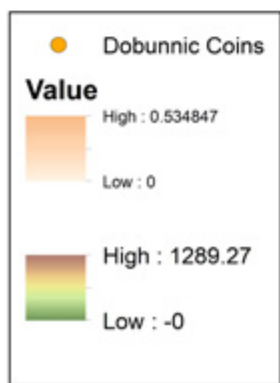 Dobunnic Coins
Value
High : 0.534847
Low : 0
High : 1289.27
Low : -0